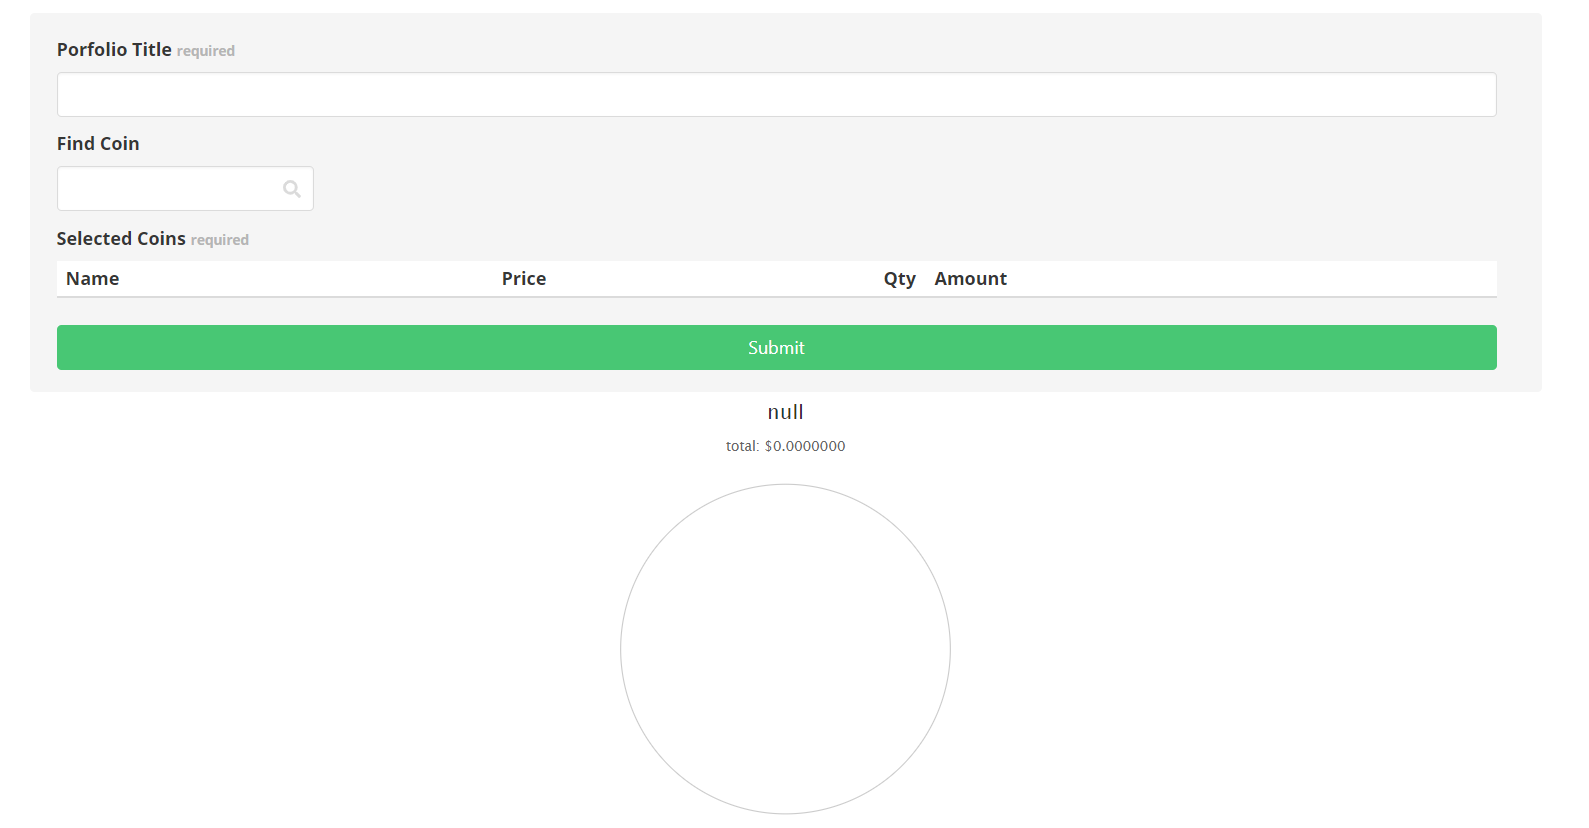 Porfolio Title required
Find Coin
Selected Coins required
Name Price Qty Amount
Submit
null
total: $0.0000000